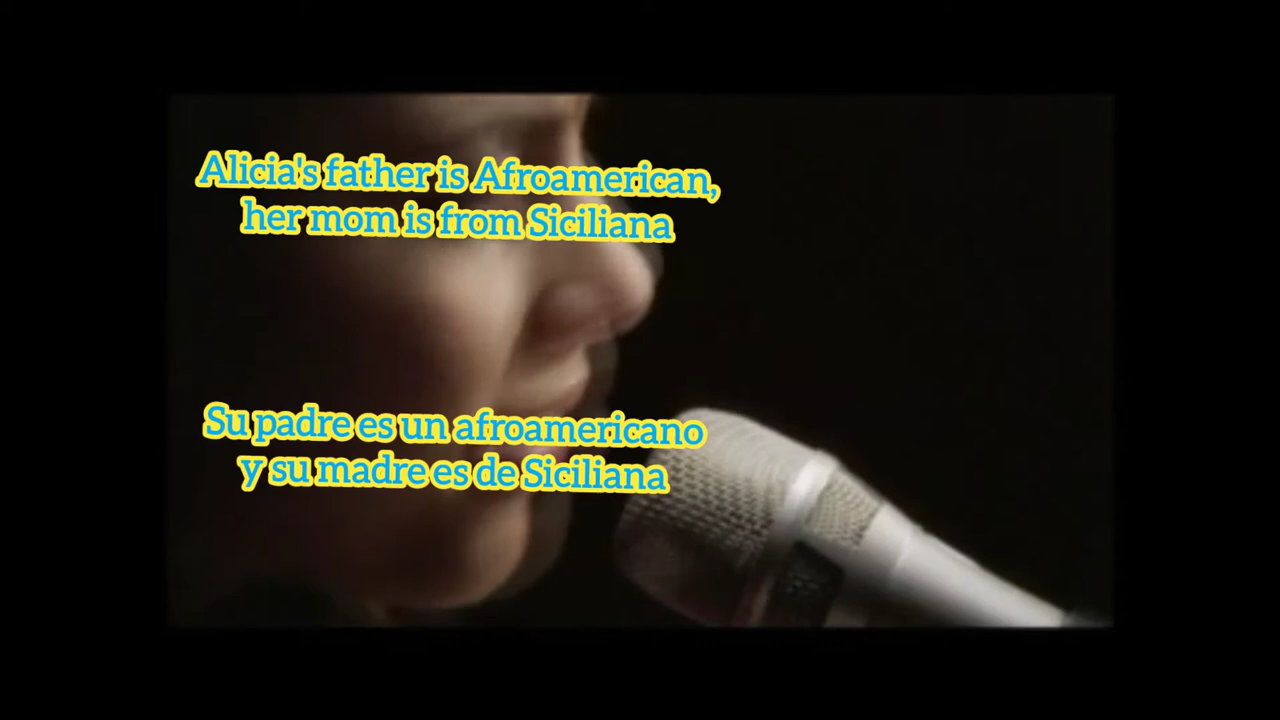 Alicia's father is Afroamerican,
her mom is from Siciliana
Su padre es un afroamericano
y su madre es de Siciliana